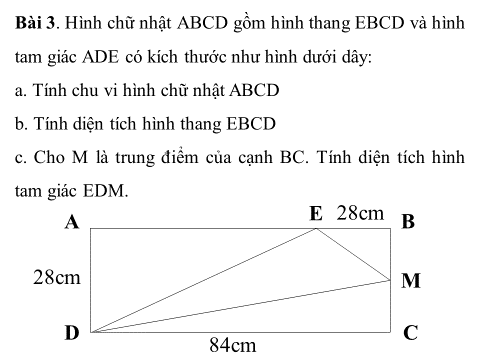 Bài 3. Hình chữ nhật ABCD gồm hình thang EBCD và hình
tam giác ADE có kích thước như hình dưới dây:
a. Tính chu vi hình chữ nhật ABCD
b. Tính diện tích hình thang EBCD
c. Cho M là trung điểm của cạnh BC. Tính diện tích hình
tam giác EDM.
A E 28cm B
28cm M
D C
84cm